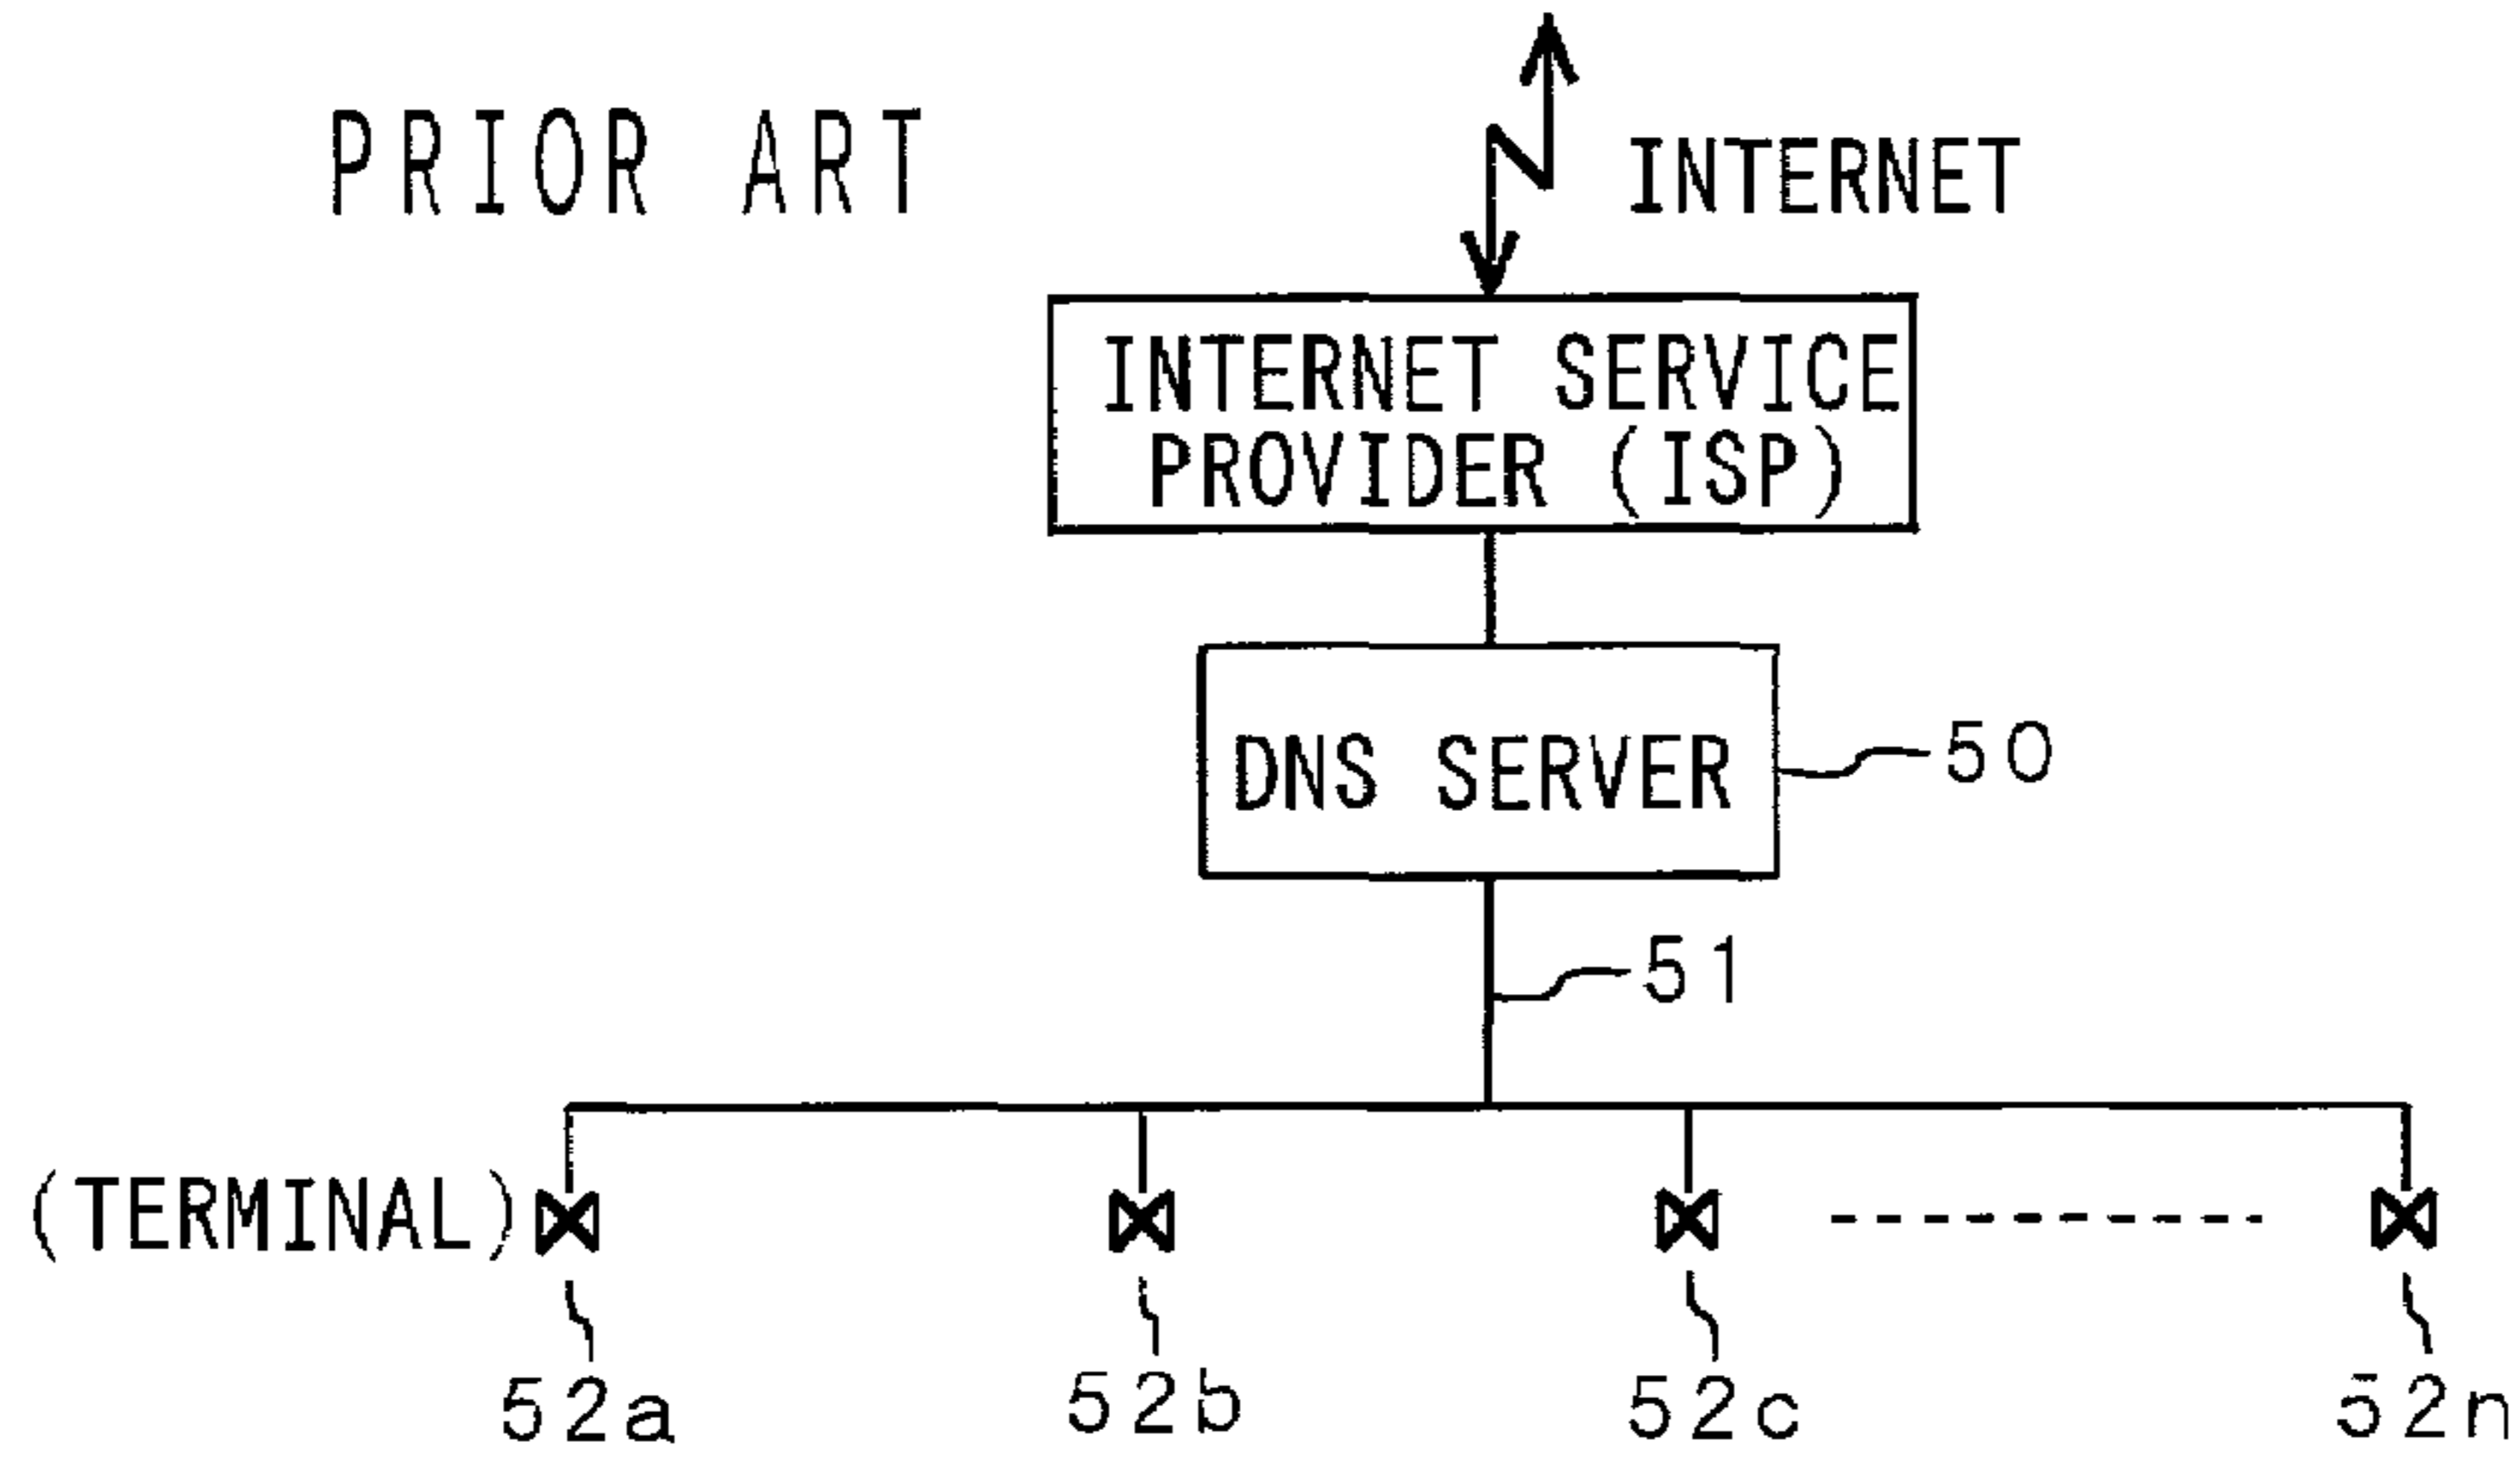 PRIOR ART
INTERNET
INTERNET SERVICE
PROVIDER (ISP)
DNS SERVER
50
51
(TERMINAL)
52a
52b
52c
52n